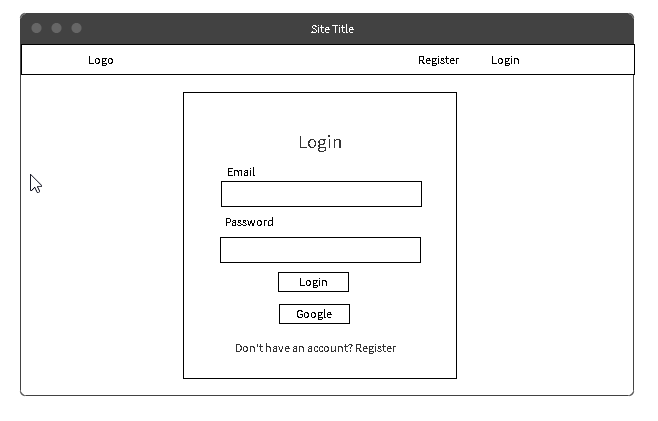 Site Title
Logo Register Login
Login
Email
Password
Login
Google
Don't have an account? Register